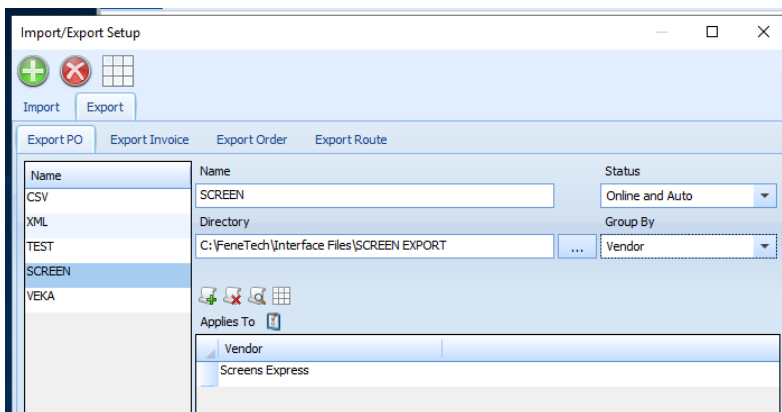 Import/Export Setup
Import Export
Export PO Export Invoice Export Order Export Route
Name
CSV
XML
TEST
SCREEN
VEKA
Name Status
SCREEN Online and Auto
Directory Group By
C:\FeneTech\Interface Files\SCREEN EXPORT ... Vendor
Applies To
Vendor
Screens Express